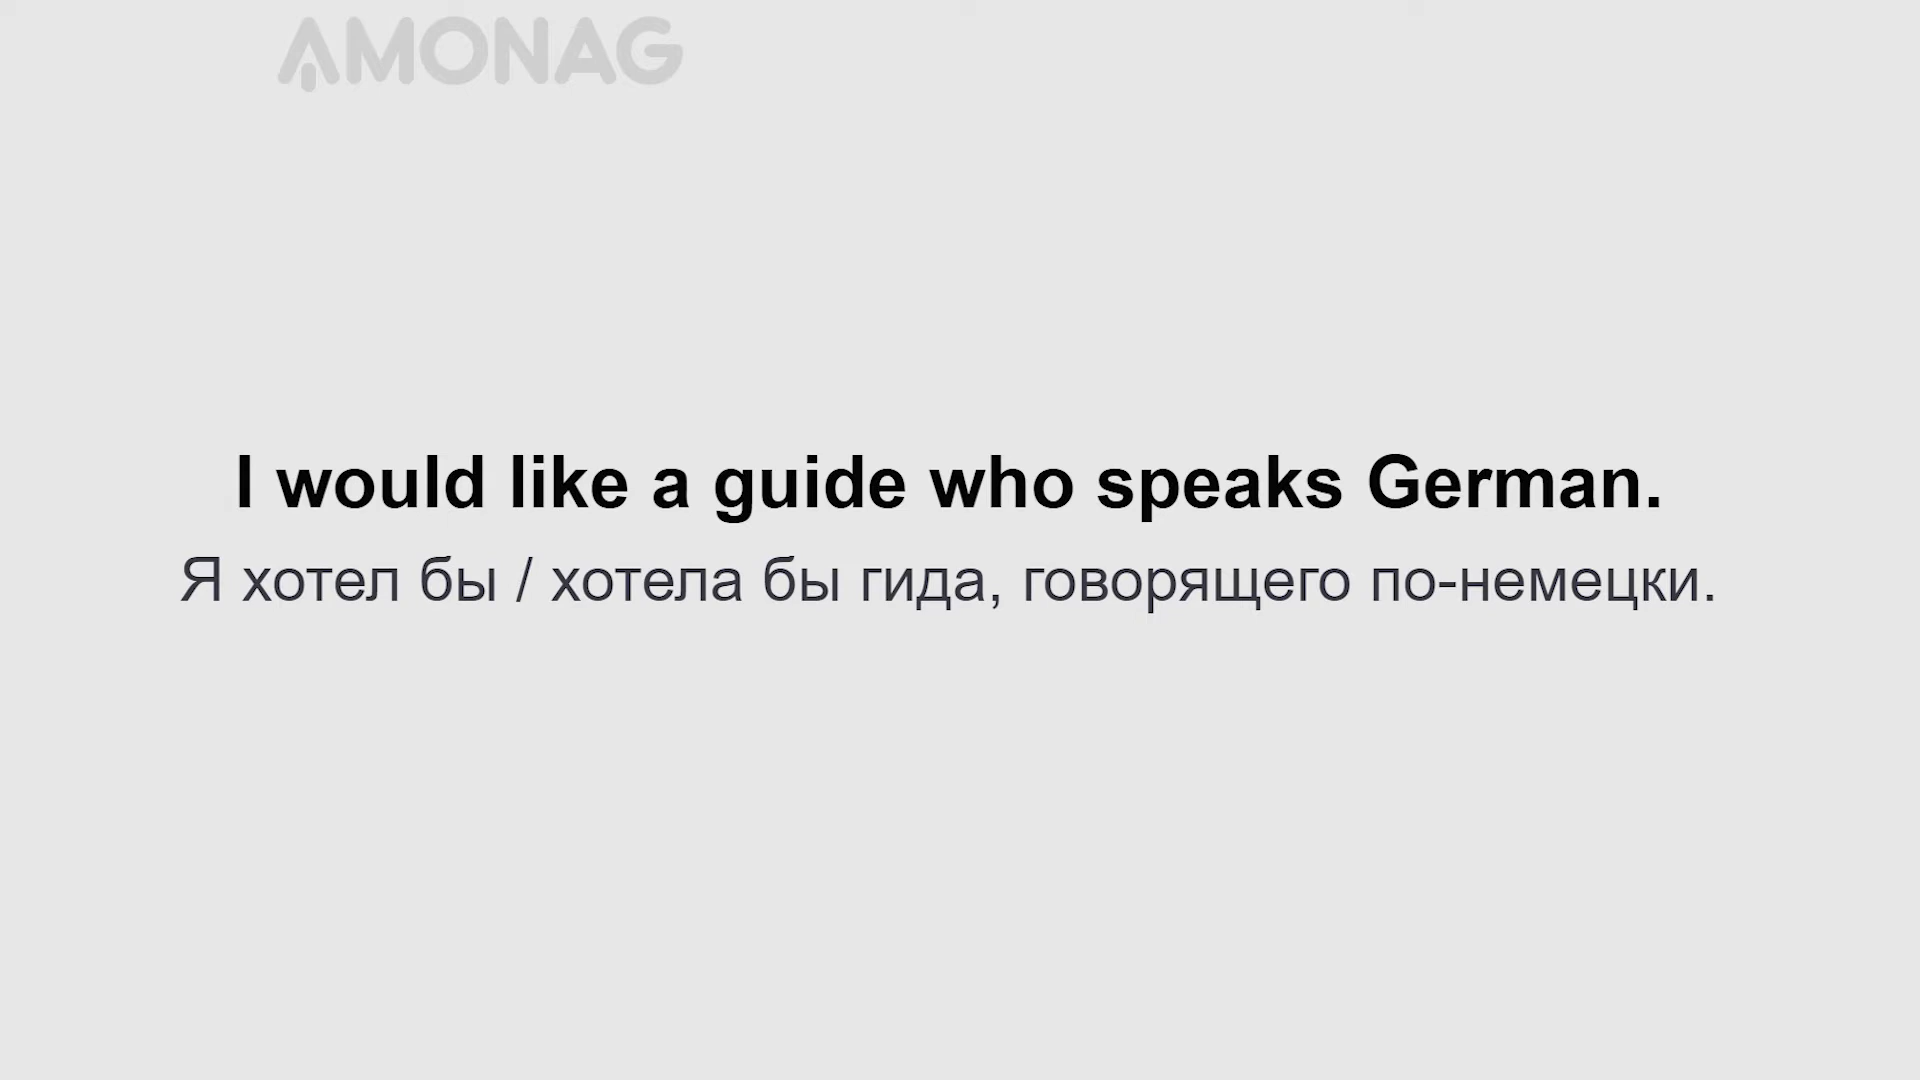 AMONAG
I would like a guide who speaks German.
Я хотел бы / хотела бы гида, говорящего по-немецки.